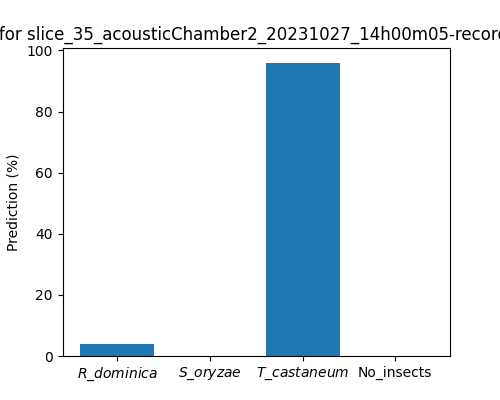 for slice_35_acousticChamber2_20231027_14h00m05-record
100
80
60
40
20
0
Prediction (%)
R_dominica S_oryzae T_castaneum No_insects